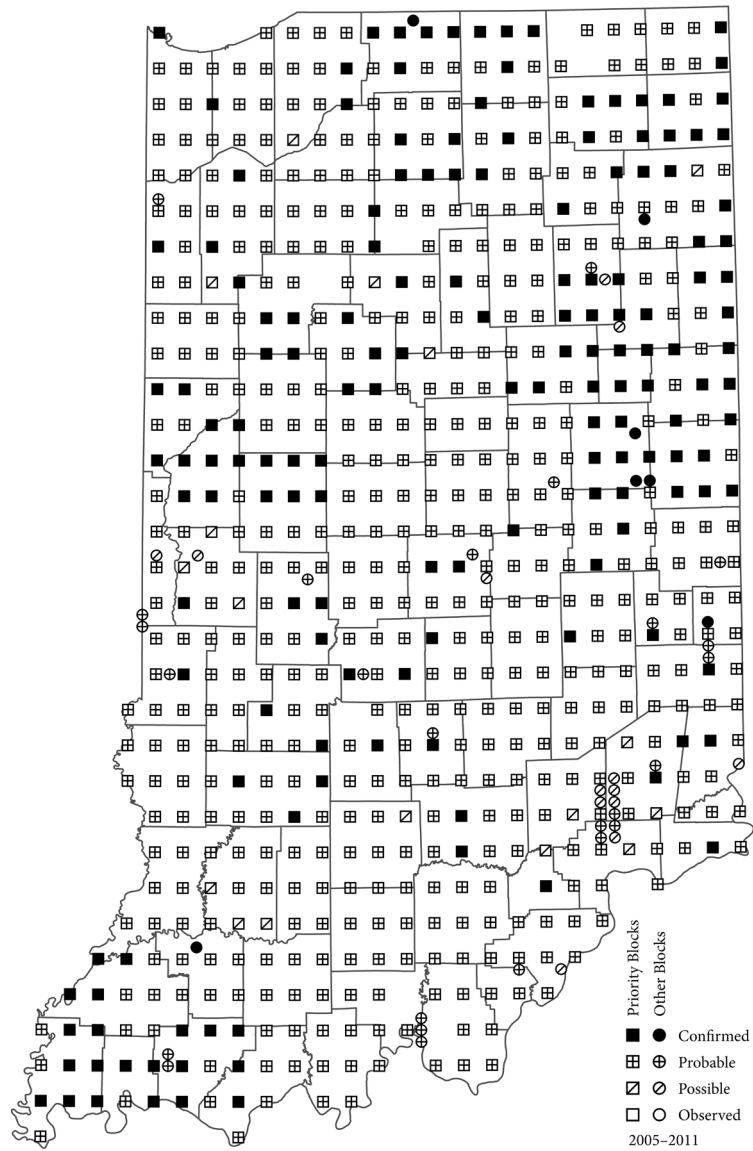 Priority Blocks
Other Blocks
Confirmed
Probable
Possible
Observed
2005–2011